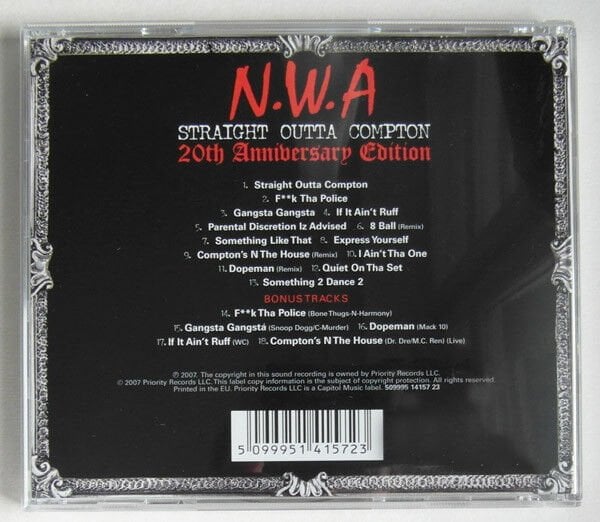 N.W.A
STRAIGHT OUTTA COMPTON
20th Anniversary Edition
1. Straight Outta Compton
2. F**k Tha Police
3. Gangsta Gangsta 4. If It Ain't Ruff
5. Parental Discretion Iz Advised 6. 8 Ball (Remix)
7. Something Like That 8. Express Yourself
9. Compton's N The House (Remix) 10. I Ain't Tha One
11. Dopeman (Remix) 12. Quiet On Tha Set
13. Something 2 Dance 2
BONUS TRACKS
14. F**k Tha Police (Bone Thugs-N-Harmony)
15. Gangsta Gangsta (Snoop Dogg/C-Murder) 16. Dopeman (Mack 10)
17. If It Ain't Ruff (WC) 18. Compton's N The House (Dr. Dre/M.C. Ren) (Live)
℗ 2007. The copyright in this sound recording is owned by Priority Records LLC.
© 2007 Priority Records LLC. This label copy information is the subject of copyright protection. All rights reserved.
Printed in the EU. Priority Records LLC is a Capitol Music label. 509995 14157 23
5 099951 415723